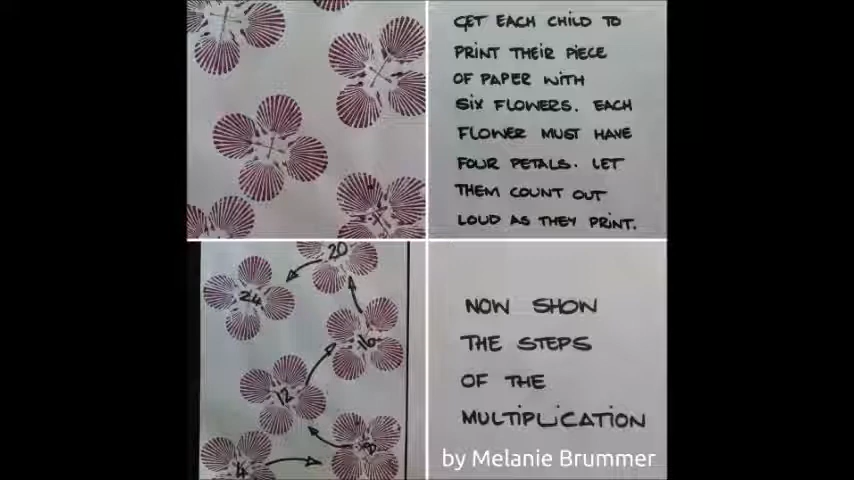 GET EACH CHILD TO
PRINT THEIR PIECE
OF PAPER WITH
SIX FLOWERS. EACH
FLOWER MUST HAVE
FOUR PETALS. LET
THEM COUNT OUT
LOUD AS THEY PRINT.
20
24
16
12
8
4
NOW SHOW
THE STEPS
OF THE
MULTIPLICATION
by Melanie Brummer